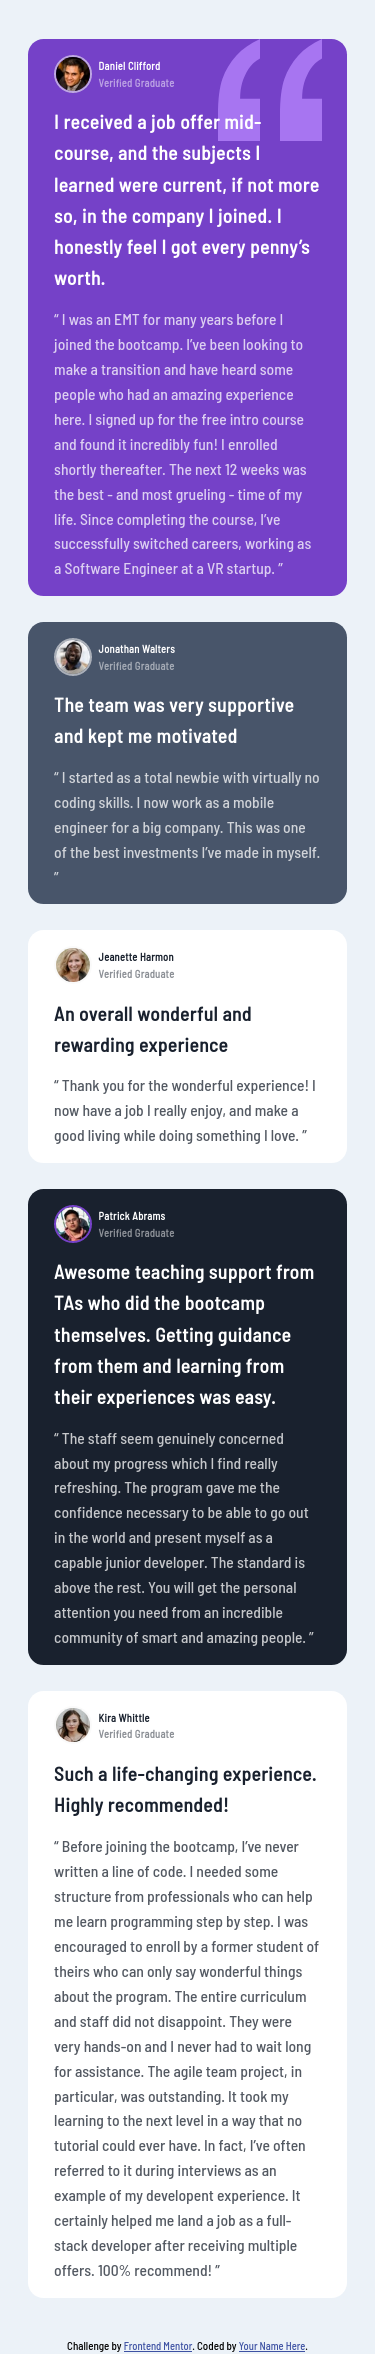 Daniel Clifford
Verified Graduate
I received a job offer mid-
course, and the subjects I
learned were current, if not more
so, in the company I joined. I
honestly feel I got every penny’s
worth.
“ I was an EMT for many years before I
joined the bootcamp. I’ve been looking to
make a transition and have heard some
people who had an amazing experience
here. I signed up for the free intro course
and found it incredibly fun! I enrolled
shortly thereafter. The next 12 weeks was
the best - and most grueling - time of my
life. Since completing the course, I’ve
successfully switched careers, working as
a Software Engineer at a VR startup. ”
Jonathan Walters
Verified Graduate
The team was very supportive
and kept me motivated
“ I started as a total newbie with virtually no
coding skills. I now work as a mobile
engineer for a big company. This was one
of the best investments I’ve made in myself.
”
Jeanette Harmon
Verified Graduate
An overall wonderful and
rewarding experience
“ Thank you for the wonderful experience! I
now have a job I really enjoy, and make a
good living while doing something I love. ”
Patrick Abrams
Verified Graduate
Awesome teaching support from
TAs who did the bootcamp
themselves. Getting guidance
from them and learning from
their experiences was easy.
“ The staff seem genuinely concerned
about my progress which I find really
refreshing. The program gave me the
confidence necessary to be able to go out
in the world and present myself as a
capable junior developer. The standard is
above the rest. You will get the personal
attention you need from an incredible
community of smart and amazing people. ”
Kira Whittle
Verified Graduate
Such a life-changing experience.
Highly recommended!
“ Before joining the bootcamp, I’ve never
written a line of code. I needed some
structure from professionals who can help
me learn programming step by step. I was
encouraged to enroll by a former student of
theirs who can only say wonderful things
about the program. The entire curriculum
and staff did not disappoint. They were
very hands-on and I never had to wait long
for assistance. The agile team project, in
particular, was outstanding. It took my
learning to the next level in a way that no
tutorial could ever have. In fact, I’ve often
referred to it during interviews as an
example of my developent experience. It
certainly helped me land a job as a full-
stack developer after receiving multiple
offers. 100% recommend! ”
Challenge by Frontend Mentor. Coded by Your Name Here.